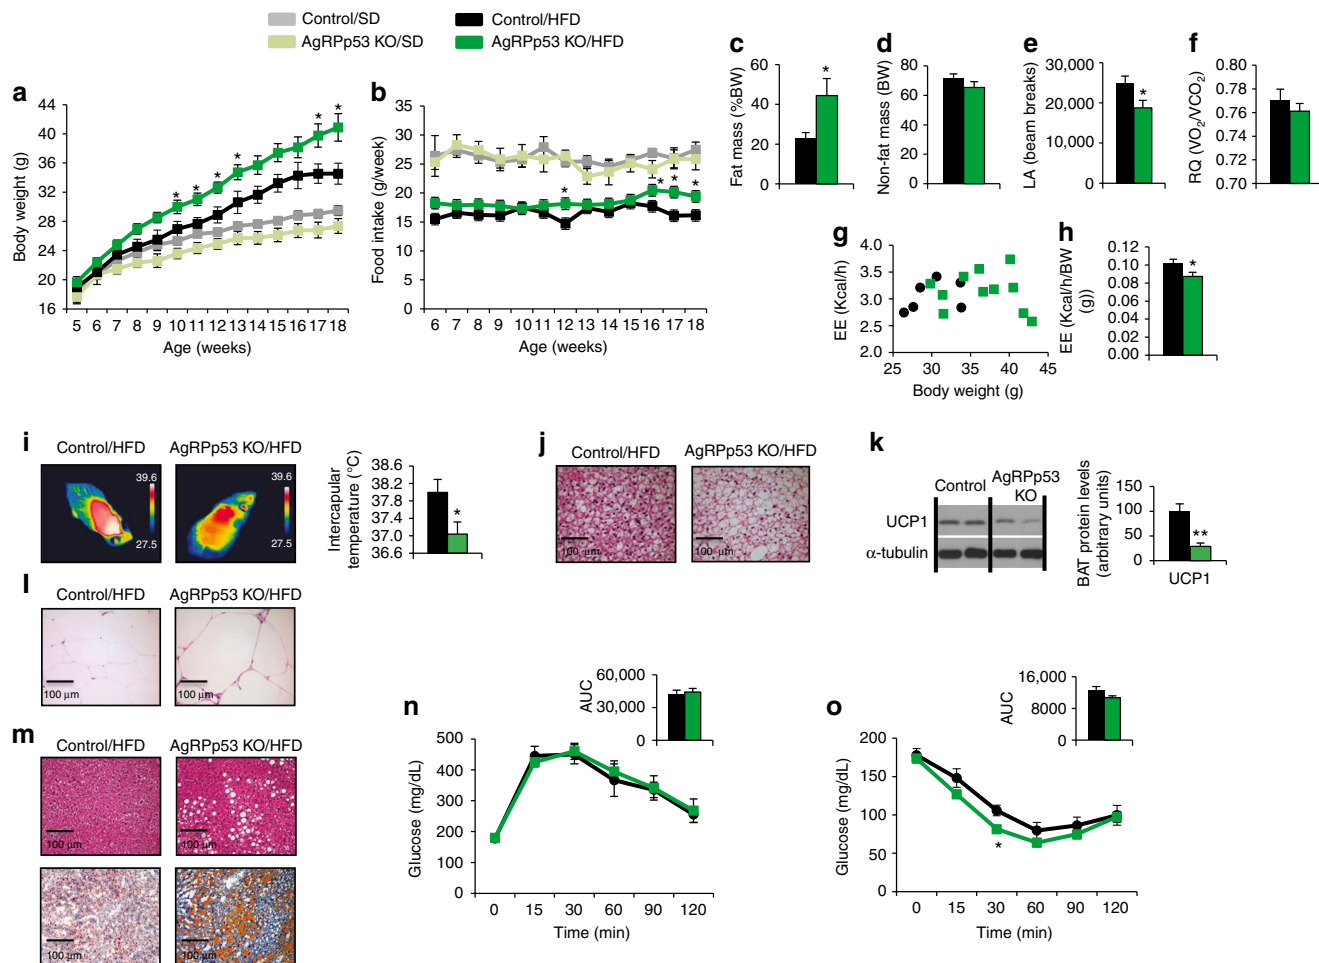 Control/SD
Control/HFD
AgRPp53 KO/SD
AgRPp53 KO/HFD
a
44
40
36
32
28
24
20
16
Body weight (g)
* * * * * *
5 6 7 8 9 10 11 12 13 14 15 16 17 18
Age (weeks)
b
35
30
25
20
15
10
5
0
Food intake (g/week)
* * * *
6 7 8 9 10 11 12 13 14 15 16 17 18
Age (weeks)
c
60
40
20
0
Fat mass (%BW)
*
d
80
60
40
20
0
Non-fat mass (BW)
e
30,000
20,000
10,000
0
LA (beam breaks)
*
f
0.80
0.78
0.76
0.74
0.72
0.70
RQ (VO2/VCO2)
g
4.0
3.5
3.0
2.5
2.0
EE (Kcal/h)
25 30 35 40 45
Body weight (g)
h
0.12
0.10
0.08
0.06
0.04
0.02
0.00
EE (Kcal/h/BW
(g))
*
i
Control/HFD
AgRPp53 KO/HFD
39.6
27.5
39.6
27.5
38.6
38.2
37.8
37.4
37.0
36.6
Intercapular
temperature (°C)
*
j
Control/HFD
AgRPp53 KO/HFD
100 μm
100 μm
k
Control
AgRPp53
KO
UCP1
α-tubulin
150
100
50
0
BAT protein levels
(arbitrary units)
**
UCP1
l
Control/HFD
AgRPp53 KO/HFD
100 μm
100 μm
m
Control/HFD
AgRPp53 KO/HFD
100 μm
100 μm
100 μm
100 μm
n
60,000
30,000
0
AUC
500
400
300
200
100
0
Glucose (mg/dL)
0 15 30 60 90 120
Time (min)
o
16,000
8000
0
AUC
200
150
100
50
0
Glucose (mg/dL)
*
0 15 30 60 90 120
Time (min)